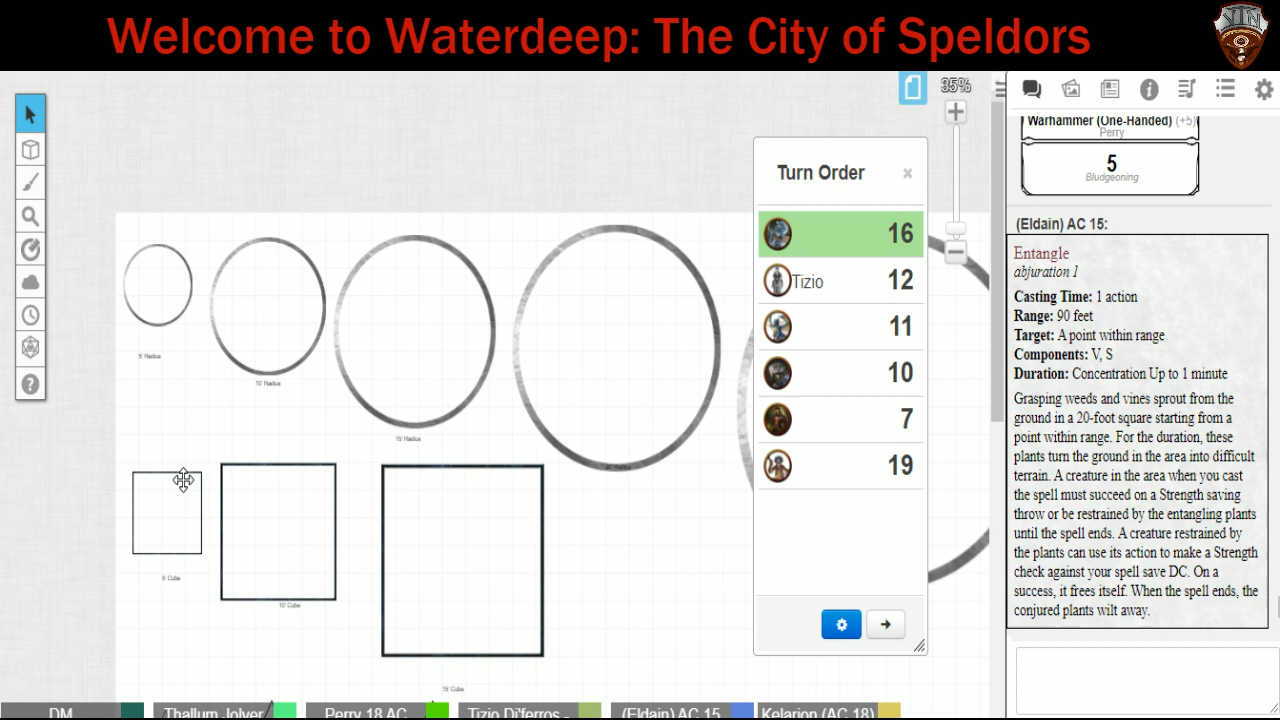 Welcome to Waterdeep: The City of Speldors
35%
Turn Order
×
16
Tizio 12
11
10
7
19
5' Radius
10' Radius
15' Radius
5' Cube
10' Cube
15' Cube
Warhammer (One-Handed) (+5)
Perry
5
Bludgeoning
(Eldain) AC 15:
Entangle
abjuration 1
Casting Time: 1 action
Range: 90 feet
Target: A point within range
Components: V, S
Duration: Concentration Up to 1 minute
Grasping weeds and vines sprout from the
ground in a 20-foot square starting from a
point within range. For the duration, these
plants turn the ground in the area into difficult
terrain. A creature in the area when you cast
the spell must succeed on a Strength saving
throw or be restrained by the entangling plants
until the spell ends. A creature restrained by
the plants can use its action to make a Strength
check against your spell save DC. On a
success, it frees itself. When the spell ends, the
conjured plants wilt away.
DM
Thallum Jolver
Perry 18 AC
Tizio Di'ferros -
(Eldain) AC 15
Kelarion (AC 18)